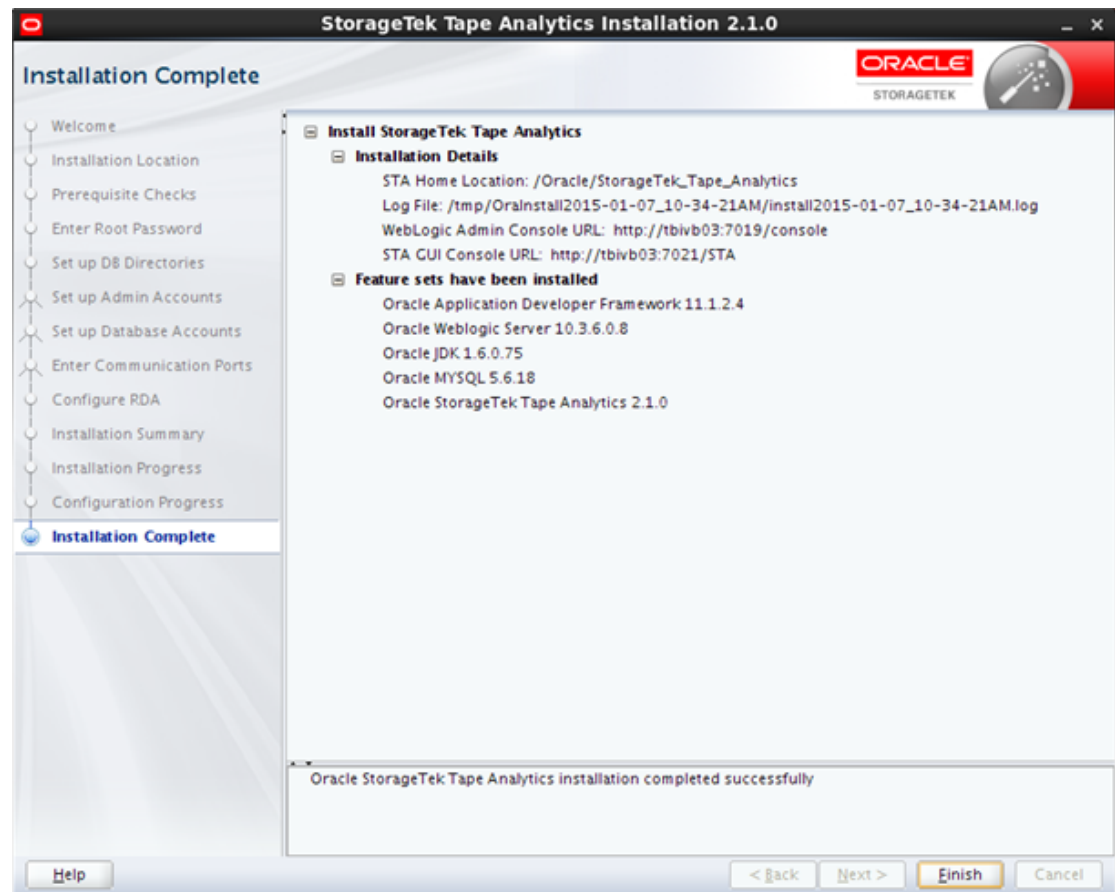 StorageTek Tape Analytics Installation 2.1.0
Installation Complete
ORACLE
STORAGETEK
Welcome
Installation Location
Prerequisite Checks
Enter Root Password
Set up DB Directories
Set up Admin Accounts
Set up Database Accounts
Enter Communication Ports
Configure RDA
Installation Summary
Installation Progress
Configuration Progress
Installation Complete
Install StorageTek Tape Analytics
Installation Details
STA Home Location: /Oracle/StorageTek_Tape_Analytics
Log File: /tmp/OraInstall2015-01-07_10-34-21AM/install2015-01-07_10-34-21AM.log
WebLogic Admin Console URL: http://tbivb03:7019/console
STA GUI Console URL: http://tbivb03:7021/STA
Feature sets have been installed
Oracle Application Developer Framework 11.1.2.4
Oracle Weblogic Server 10.3.6.0.8
Oracle JDK 1.6.0.75
Oracle MYSQL 5.6.18
Oracle StorageTek Tape Analytics 2.1.0
Oracle StorageTek Tape Analytics installation completed successfully
Help
< Back
Next >
Finish
Cancel